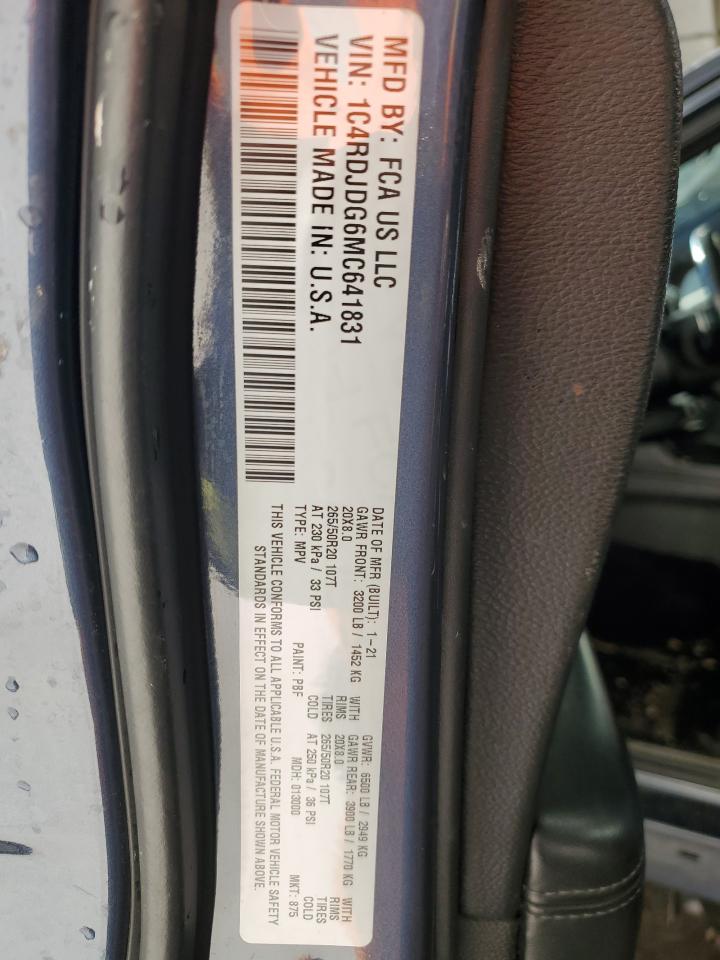 MFD BY: FCA US LLC
VIN: 1C4RDJDG6MC641831
VEHICLE MADE IN: U.S.A.
DATE OF MFR (BUILT): 1-21 GVWR: 6500 LB / 2949 KG
GAWR FRONT: 3200 LB / 1452 KG WITH GAWR REAR: 3900 LB / 1770 KG WITH
20X8.0 RIMS 20X8.0 RIMS
265/50R20 107T TIRES 265/50R20 107T TIRES
AT 230 kPa / 33 PSI COLD AT 250 kPa / 36 PSI COLD
TYPE: MPV PAINT: PBF MDH: 013000 MKT: 875
THIS VEHICLE CONFORMS TO ALL APPLICABLE U.S.A. FEDERAL MOTOR VEHICLE SAFETY
STANDARDS IN EFFECT ON THE DATE OF MANUFACTURE SHOWN ABOVE.